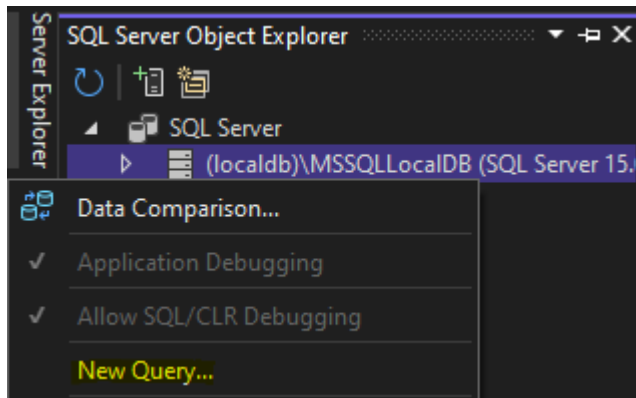 Server Explorer
SQL Server Object Explorer
SQL Server
(localdb)\MSSQLLocalDB (SQL Server 15.
Data Comparison...
Application Debugging
Allow SQL/CLR Debugging
New Query...